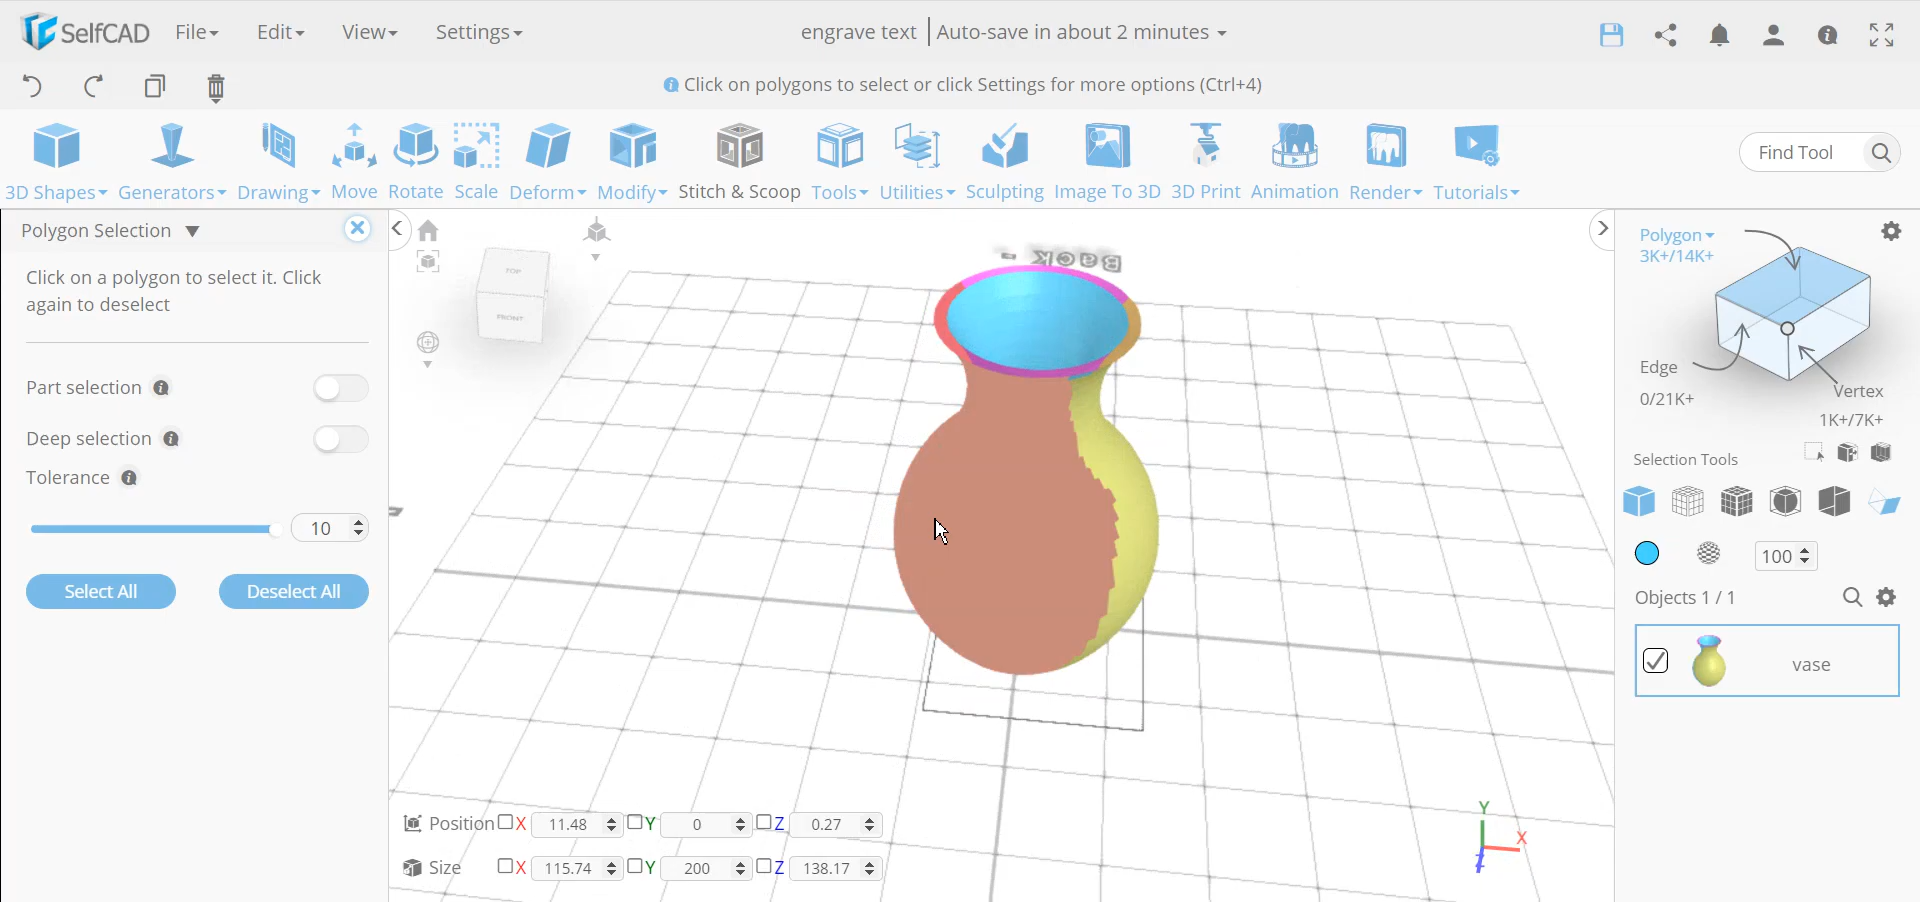 SelfCAD File Edit View Settings engrave text Auto-save in about 2 minutes
Click on polygons to select or click Settings for more options (Ctrl+4)
3D Shapes Generators Drawing Move Rotate Scale Deform Modify Stitch & Scoop Tools Utilities Sculpting Image To 3D 3D Print Animation Render Tutorials
Find Tool
Polygon Selection
Click on a polygon to select it. Click
again to deselect
Part selection
Deep selection
Tolerance
10
Select All Deselect All
TOP
FRONT
Back -
Position X 11.48 Y 0 Z 0.27
Size X 115.74 Y 200 Z 138.17
Y
X
Z
Polygon
3K+/14K+
Edge
0/21K+
Vertex
1K+/7K+
Selection Tools
100
Objects 1 / 1
vase